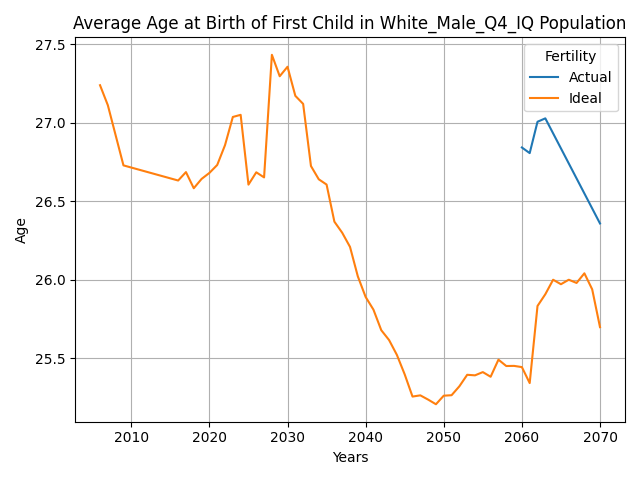 Average Age at Birth of First Child in White_Male_Q4_IQ Population
Fertility
Actual
Ideal
27.5
27.0
26.5
26.0
25.5
Age
2010
2020
2030
2040
2050
2060
2070
Years